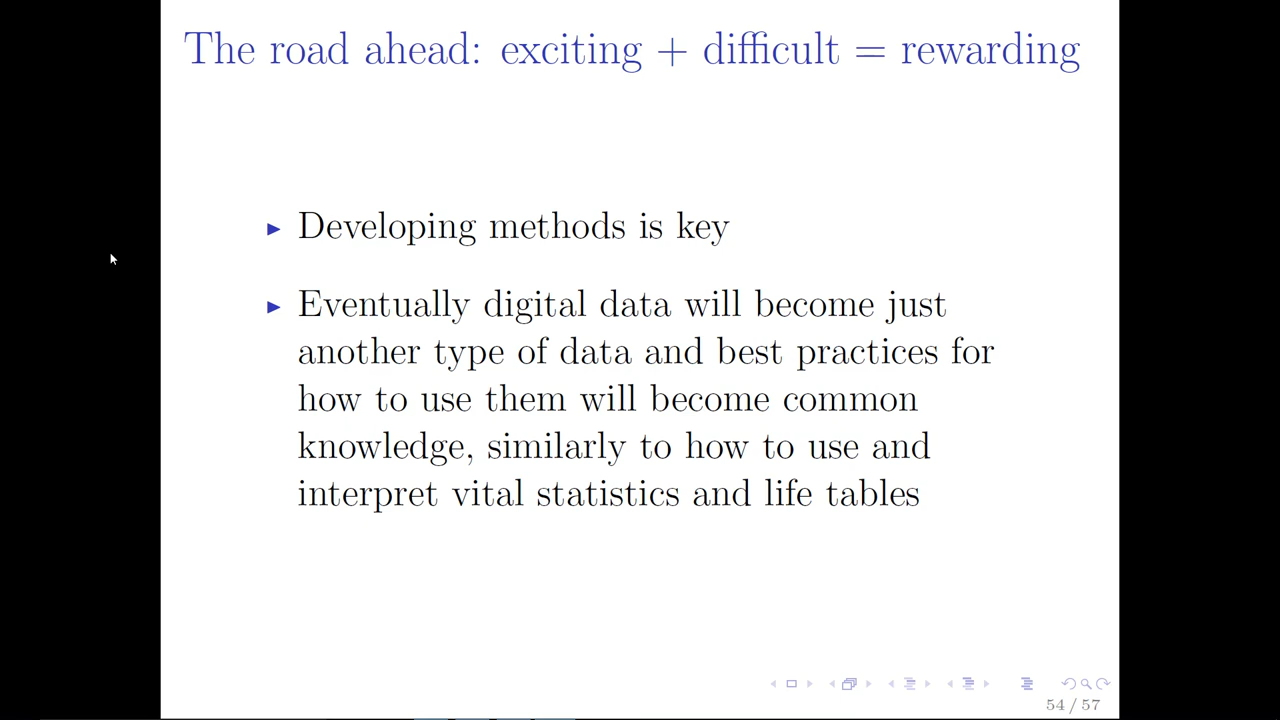 The road ahead: exciting + difficult = rewarding
▶ Developing methods is key
▶ Eventually digital data will become just
another type of data and best practices for
how to use them will become common
knowledge, similarly to how to use and
interpret vital statistics and life tables
54 / 57